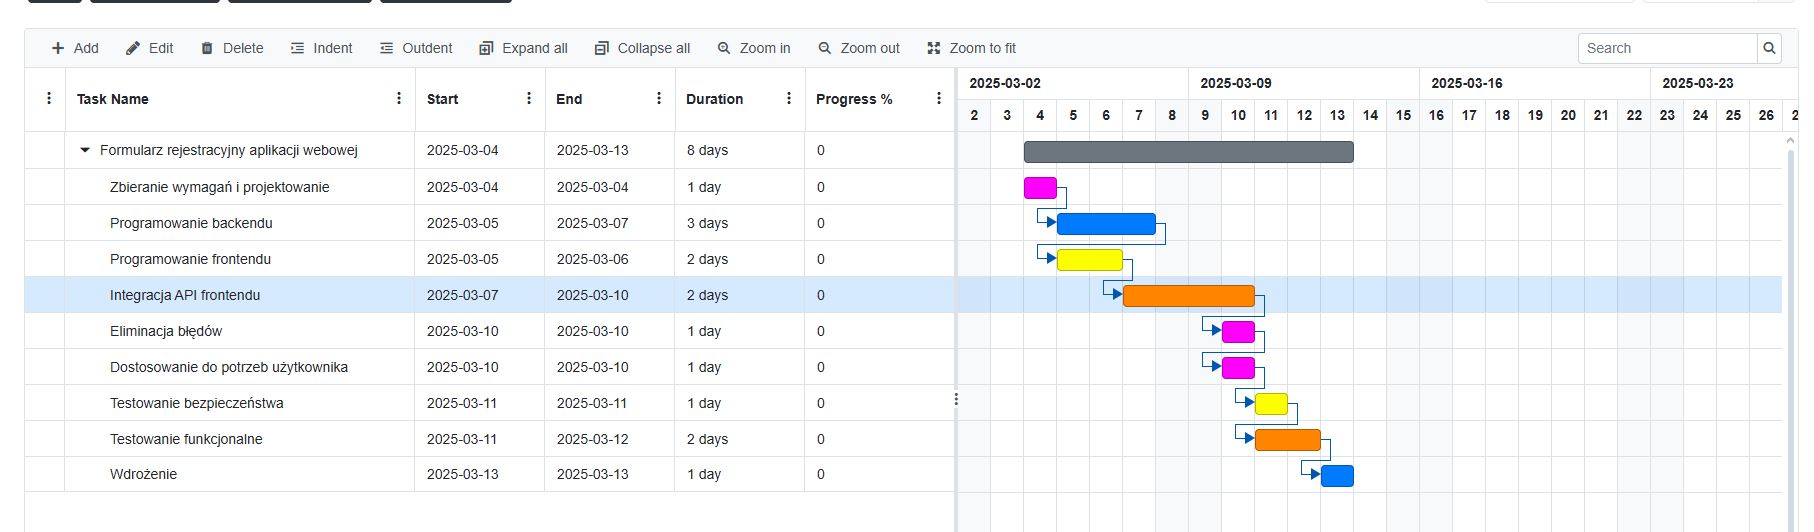 Add Edit Delete Indent Outdent Expand all Collapse all Zoom in Zoom out Zoom to fit Search
2025-03-02 2025-03-09 2025-03-16 2025-03-23
Task Name Start End Duration Progress %
2 3 4 5 6 7 8 9 10 11 12 13 14 15 16 17 18 19 20 21 22 23 24 25 26
Formularz rejestracyjny aplikacji webowej 2025-03-04 2025-03-13 8 days 0
Zbieranie wymagań i projektowanie 2025-03-04 2025-03-04 1 day 0
Programowanie backendu 2025-03-05 2025-03-07 3 days 0
Programowanie frontendu 2025-03-05 2025-03-06 2 days 0
Integracja API frontendu 2025-03-07 2025-03-10 2 days 0
Eliminacja błędów 2025-03-10 2025-03-10 1 day 0
Dostosowanie do potrzeb użytkownika 2025-03-10 2025-03-10 1 day 0
Testowanie bezpieczeństwa 2025-03-11 2025-03-11 1 day 0
Testowanie funkcjonalne 2025-03-11 2025-03-12 2 days 0
Wdrożenie 2025-03-13 2025-03-13 1 day 0